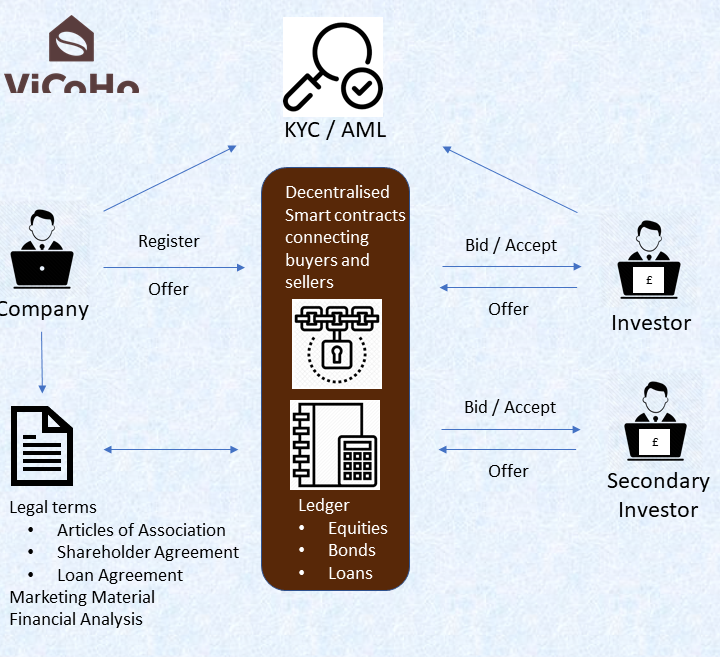 ViCoHo
KYC / AML
Decentralised
Smart contracts
connecting
buyers and
sellers
Register
Offer
Company
Bid / Accept
Offer
£
Investor
Bid / Accept
Offer
£
Secondary
Investor
Legal terms
• Articles of Association
• Shareholder Agreement
• Loan Agreement
Marketing Material
Financial Analysis
Ledger
• Equities
• Bonds
• Loans